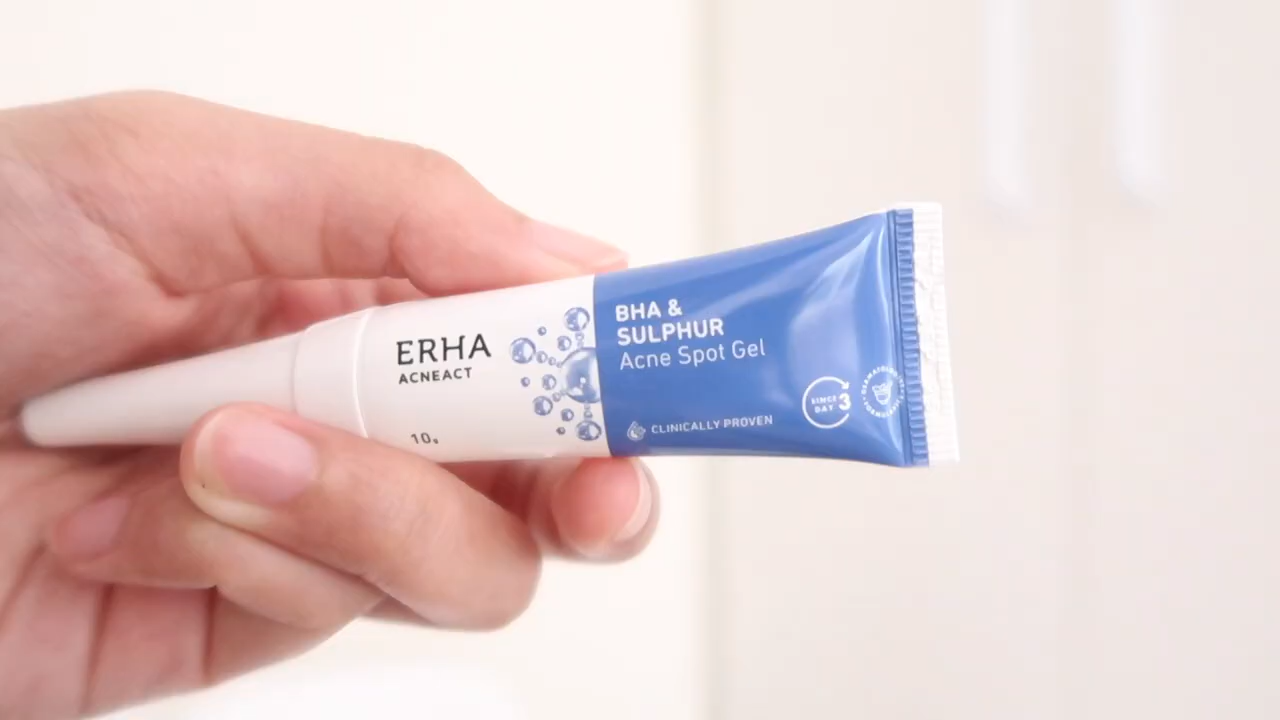 ERHA
ACNEACT
10g
BHA &
SULPHUR
Acne Spot Gel
CLINICALLY PROVEN
SINCE
DAY 3